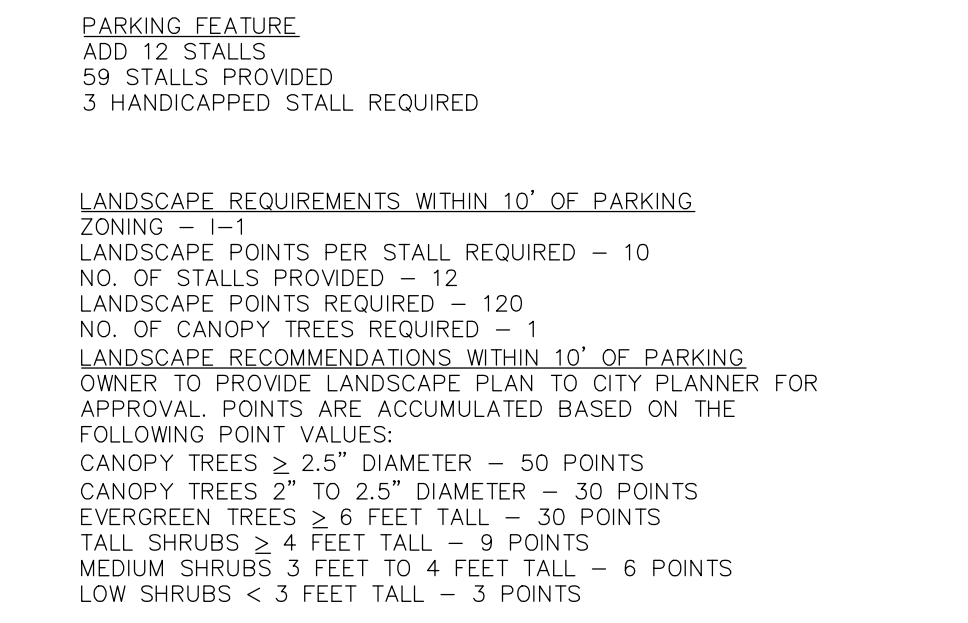 PARKING FEATURE
ADD 12 STALLS
59 STALLS PROVIDED
3 HANDICAPPED STALL REQUIRED
LANDSCAPE REQUIREMENTS WITHIN 10' OF PARKING
ZONING – I–1
LANDSCAPE POINTS PER STALL REQUIRED – 10
NO. OF STALLS PROVIDED – 12
LANDSCAPE POINTS REQUIRED – 120
NO. OF CANOPY TREES REQUIRED – 1
LANDSCAPE RECOMMENDATIONS WITHIN 10' OF PARKING
OWNER TO PROVIDE LANDSCAPE PLAN TO CITY PLANNER FOR
APPROVAL. POINTS ARE ACCUMULATED BASED ON THE
FOLLOWING POINT VALUES:
CANOPY TREES ≥ 2.5" DIAMETER – 50 POINTS
CANOPY TREES 2" TO 2.5" DIAMETER – 30 POINTS
EVERGREEN TREES ≥ 6 FEET TALL – 30 POINTS
TALL SHRUBS ≥ 4 FEET TALL – 9 POINTS
MEDIUM SHRUBS 3 FEET TO 4 FEET TALL – 6 POINTS
LOW SHRUBS < 3 FEET TALL – 3 POINTS